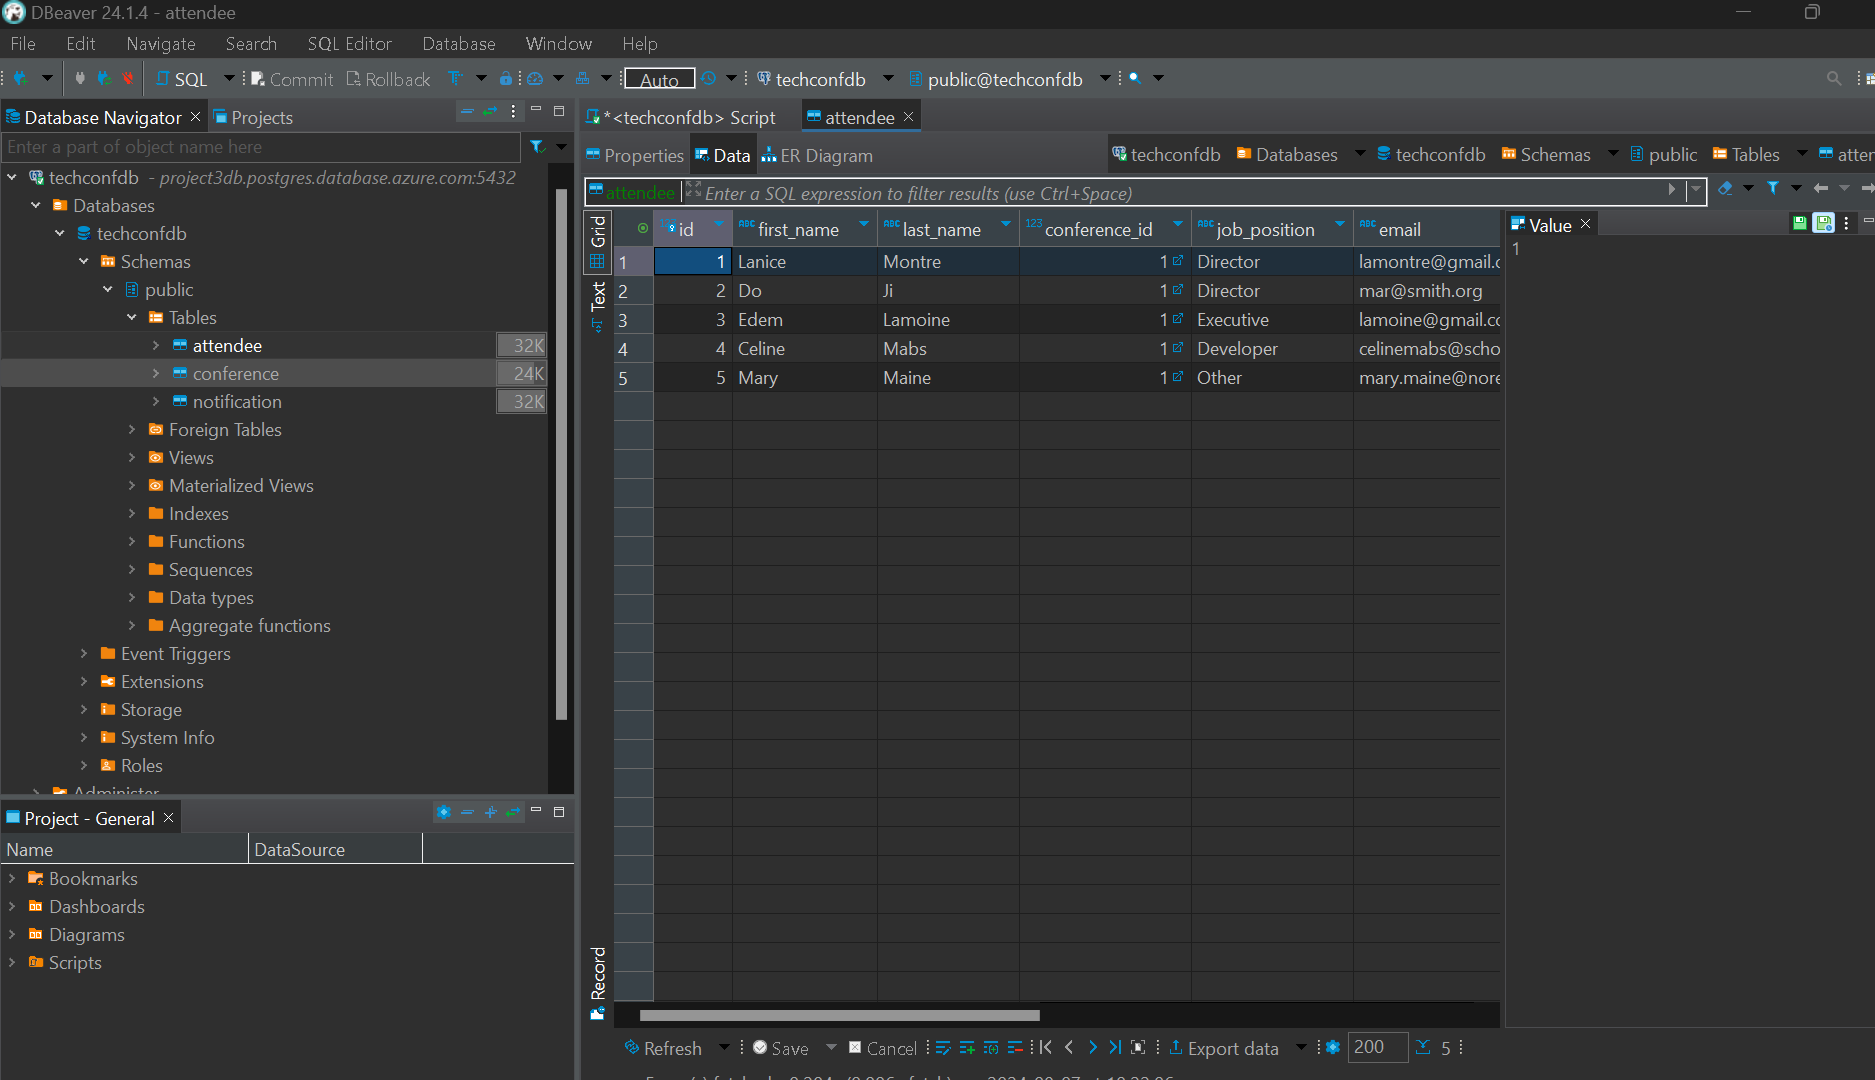 DBeaver 24.1.4 - attendee
File Edit Navigate Search SQL Editor Database Window Help
SQL Commit Rollback Auto techconfdb public@techconfdb
Database Navigator Projects
Enter a part of object name here
techconfdb - project3db.postgres.database.azure.com:5432
Databases
techconfdb
Schemas
public
Tables
attendee 32K
conference 24K
notification 32K
Foreign Tables
Views
Materialized Views
Indexes
Functions
Sequences
Data types
Aggregate functions
Event Triggers
Extensions
Storage
System Info
Roles
Administer
Project - General
Name DataSource
Bookmarks
Dashboards
Diagrams
Scripts
*<techconfdb> Script attendee
Properties Data ER Diagram techconfdb Databases techconfdb Schemas public Tables atten
attendee Enter a SQL expression to filter results (use Ctrl+Space)
Grid
Text
Record
123 id ABC first_name ABC last_name 123 conference_id ABC job_position ABC email
1 1 Lanice Montre 1 Director lamontre@gmail.c
2 2 Do Ji 1 Director mar@smith.org
3 3 Edem Lamoine 1 Executive lamoine@gmail.cc
4 4 Celine Mabs 1 Developer celinemabs@scho
5 5 Mary Maine 1 Other mary.maine@nore
Value
1
Refresh Save Cancel Export data 200 5